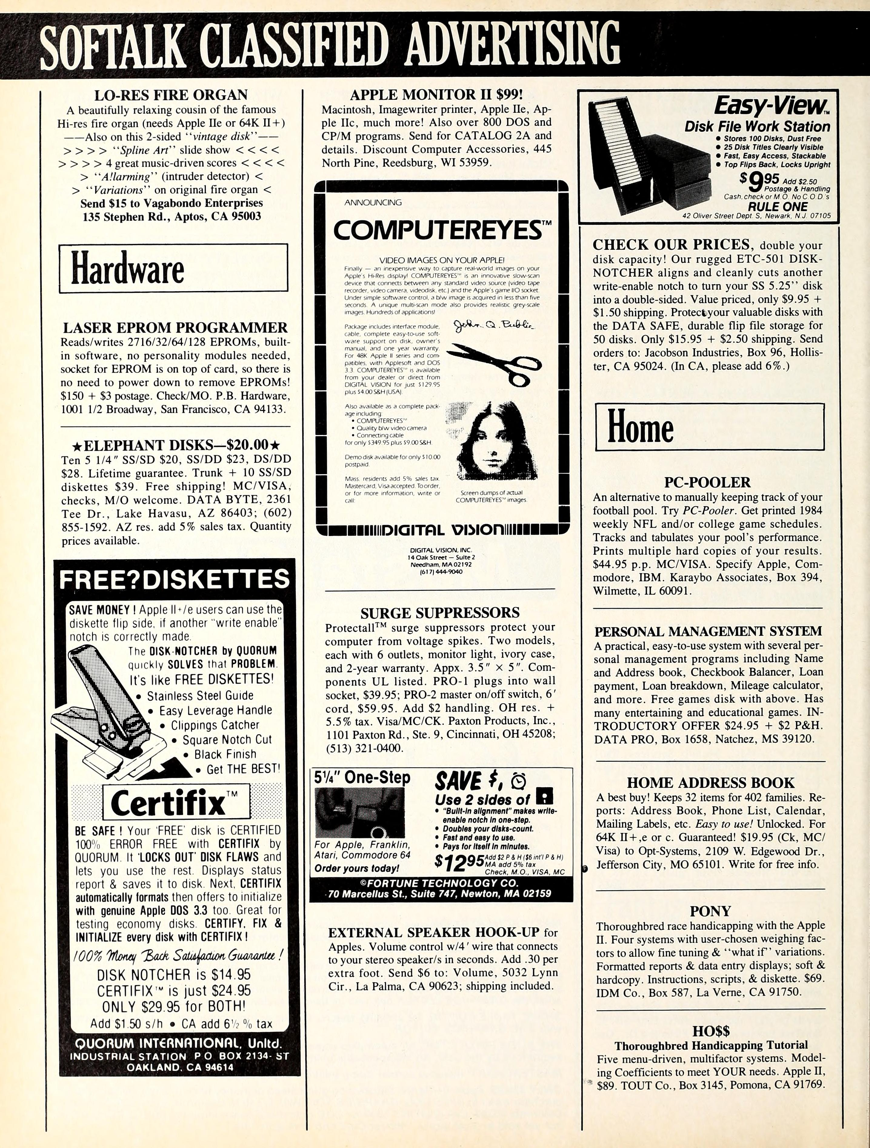 SOFTALK CLASSIFIED ADVERTISING
LO-RES FIRE ORGAN
A beautifully relaxing cousin of the famous
Hi-res fire organ (needs Apple IIe or 64K II+)
——Also on this 2-sided "vintage disk"——
>>>> "Spline Art" slide show <<<<
>>>> 4 great music-driven scores <<<<
> "A!larming" (intruder detector) <
> "Variations" on original fire organ <
Send $15 to Vagabondo Enterprises
135 Stephen Rd., Aptos, CA 95003
Hardware
LASER EPROM PROGRAMMER
Reads/writes 2716/32/64/128 EPROMs, built-
in software, no personality modules needed,
socket for EPROM is on top of card, so there is
no need to power down to remove EPROMs!
$150 + $3 postage. Check/MO. P.B. Hardware,
1001 1/2 Broadway, San Francisco, CA 94133.
★ELEPHANT DISKS—$20.00★
Ten 5 1/4" SS/SD $20, SS/DD $23, DS/DD
$28. Lifetime guarantee. Trunk + 10 SS/SD
diskettes $39. Free shipping! MC/VISA,
checks, M/O welcome. DATA BYTE, 2361
Tee Dr., Lake Havasu, AZ 86403; (602)
855-1592. AZ res. add 5% sales tax. Quantity
prices available.
FREE?DISKETTES
SAVE MONEY! Apple II+/e users can use the
diskette flip side, if another "write enable"
notch is correctly made.
The DISK-NOTCHER by QUORUM
quickly SOLVES that PROBLEM.
It's like FREE DISKETTES!
• Stainless Steel Guide
• Easy Leverage Handle
• Clippings Catcher
• Square Notch Cut
• Black Finish
• Get THE BEST!
Certifix™
BE SAFE! Your 'FREE' disk is CERTIFIED
100% ERROR FREE with CERTIFIX by
QUORUM. It 'LOCKS OUT' DISK FLAWS and
lets you use the rest. Displays status
report & saves it to disk. Next, CERTIFIX
automatically formats then offers to initialize
with genuine Apple DOS 3.3 too. Great for
testing economy disks. CERTIFY, FIX &
INITIALIZE every disk with CERTIFIX!
100% Money Back Satisfaction Guarantee!
DISK NOTCHER is $14.95
CERTIFIX™ is just $24.95
ONLY $29.95 for BOTH!
Add $1.50 s/h • CA add 6½% tax
QUORUM INTERNATIONAL, Unltd.
INDUSTRIAL STATION P O BOX 2134-ST
OAKLAND, CA 94614
APPLE MONITOR II $99!
Macintosh, Imagewriter printer, Apple IIe, Ap-
ple IIc, much more! Also over 800 DOS and
CP/M programs. Send for CATALOG 2A and
details. Discount Computer Accessories, 445
North Pine, Reedsburg, WI 53959.
ANNOUNCING
COMPUTEREYES™
VIDEO IMAGES ON YOUR APPLE!
Finally — an inexpensive way to capture real-world images on your
Apple's Hi-Res display! COMPUTEREYES™ is an innovative slow-scan
device that connects between any standard video source (video tape
recorder, video camera, videodisk, etc.) and the Apple's game I/O socket.
Under simple software control, a b/w image is acquired in less than five
seconds. A unique multi-scan mode also provides realistic grey-scale
images. Hundreds of applications!
Package includes interface module,
cable, complete easy-to-use soft-
ware support on disk, owner's
manual, and one year warranty.
For 48K Apple II series and com-
patibles, with Applesoft and DOS
3.3. COMPUTEREYES™ is available
from your dealer or direct from
DIGITAL VISION for just $129.95
plus $4.00 S&H (USA)
John Q. Public
Also available as a complete pack-
age including
• COMPUTEREYES™
• Quality b/w video camera
• Connecting cable
for only $349.95 plus $9.00 S&H.
Demo disk available for only $10.00
postpaid.
Mass. residents add 5% sales tax.
Mastercard, Visa accepted. To order,
or for more information, write or
call
Screen dumps of actual
COMPUTEREYES™ images.
DIGITAL VISION
DIGITAL VISION, INC.
14 Oak Street — Suite 2
Needham, MA 02192
(617) 444-9040
SURGE SUPPRESSORS
Protectall™ surge suppressors protect your
computer from voltage spikes. Two models,
each with 6 outlets, monitor light, ivory case,
and 2-year warranty. Appx. 3.5" × 5". Com-
ponents UL listed. PRO-1 plugs into wall
socket, $39.95; PRO-2 master on/off switch, 6'
cord, $59.95. Add $2 handling. OH res. +
5.5% tax. Visa/MC/CK. Paxton Products, Inc.,
1101 Paxton Rd., Ste. 9, Cincinnati, OH 45208;
(513) 321-0400.
5¼" One-Step
For Apple, Franklin,
Atari, Commodore 64
Order yours today!
SAVE $,
Use 2 sides of
• "Built-in alignment" makes write-
enable notch in one-step.
• Doubles your disks-count.
• Fast and easy to use.
• Pays for itself in minutes.
$12.95 Add $2 P & H ($6 int'l P & H)
MA add 5% tax
Check, M.O., VISA, MC
©FORTUNE TECHNOLOGY CO.
70 Marcellus St., Suite 747, Newton, MA 02159
EXTERNAL SPEAKER HOOK-UP for
Apples. Volume control w/4' wire that connects
to your stereo speaker/s in seconds. Add .30 per
extra foot. Send $6 to: Volume, 5032 Lynn
Cir., La Palma, CA 90623; shipping included.
Easy-View™
Disk File Work Station
• Stores 100 Disks, Dust Free
• 25 Disk Titles Clearly Visible
• Fast, Easy Access, Stackable
• Top Flips Back, Locks Upright
$9.95 Add $2.50
Postage & Handling
Cash, check or M.O. No C.O.D.'s
RULE ONE
42 Oliver Street Dept. S, Newark, N.J. 07105
CHECK OUR PRICES, double your
disk capacity! Our rugged ETC-501 DISK-
NOTCHER aligns and cleanly cuts another
write-enable notch to turn your SS 5.25" disk
into a double-sided. Value priced, only $9.95 +
$1.50 shipping. Protect your valuable disks with
the DATA SAFE, durable flip file storage for
50 disks. Only $15.95 + $2.50 shipping. Send
orders to: Jacobson Industries, Box 96, Hollis-
ter, CA 95024. (In CA, please add 6%.)
Home
PC-POOLER
An alternative to manually keeping track of your
football pool. Try PC-Pooler. Get printed 1984
weekly NFL and/or college game schedules.
Tracks and tabulates your pool's performance.
Prints multiple hard copies of your results.
$44.95 p.p. MC/VISA. Specify Apple, Com-
modore, IBM. Karaybo Associates, Box 394,
Wilmette, IL 60091.
PERSONAL MANAGEMENT SYSTEM
A practical, easy-to-use system with several per-
sonal management programs including Name
and Address book, Checkbook Balancer, Loan
payment, Loan breakdown, Mileage calculator,
and more. Free games disk with above. Has
many entertaining and educational games. IN-
TRODUCTORY OFFER $24.95 + $2 P&H.
DATA PRO, Box 1658, Natchez, MS 39120.
HOME ADDRESS BOOK
A best buy! Keeps 32 items for 402 families. Re-
ports: Address Book, Phone List, Calendar,
Mailing Labels, etc. Easy to use! Unlocked. For
64K II+,e or c. Guaranteed! $19.95 (Ck, MC/
Visa) to Opt-Systems, 2109 W. Edgewood Dr.,
Jefferson City, MO 65101. Write for free info.
PONY
Thoroughbred race handicapping with the Apple
II. Four systems with user-chosen weighing fac-
tors to allow fine tuning & "what if" variations.
Formatted reports & data entry displays; soft &
hardcopy. Instructions, scripts, & diskette. $69.
IDM Co., Box 587, La Verne, CA 91750.
HO$$
Thoroughbred Handicapping Tutorial
Five menu-driven, multifactor systems. Model-
ing Coefficients to meet YOUR needs. Apple II,
$89. TOUT Co., Box 3145, Pomona, CA 91769.